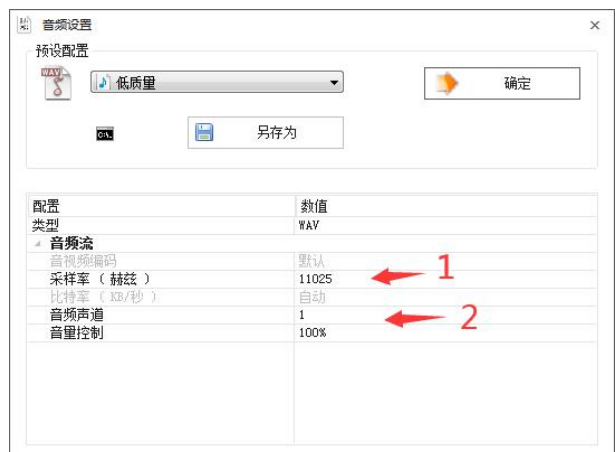 音频设置
预设配置
WAV
低质量
确定
C:\.
另存为
配置 数值
类型 WAV
音频流
音视频编码 默认
采样率 ( 赫兹 ) 11025
1
比特率 ( KB/秒 ) 自动
音频声道 1
2
音量控制 100%